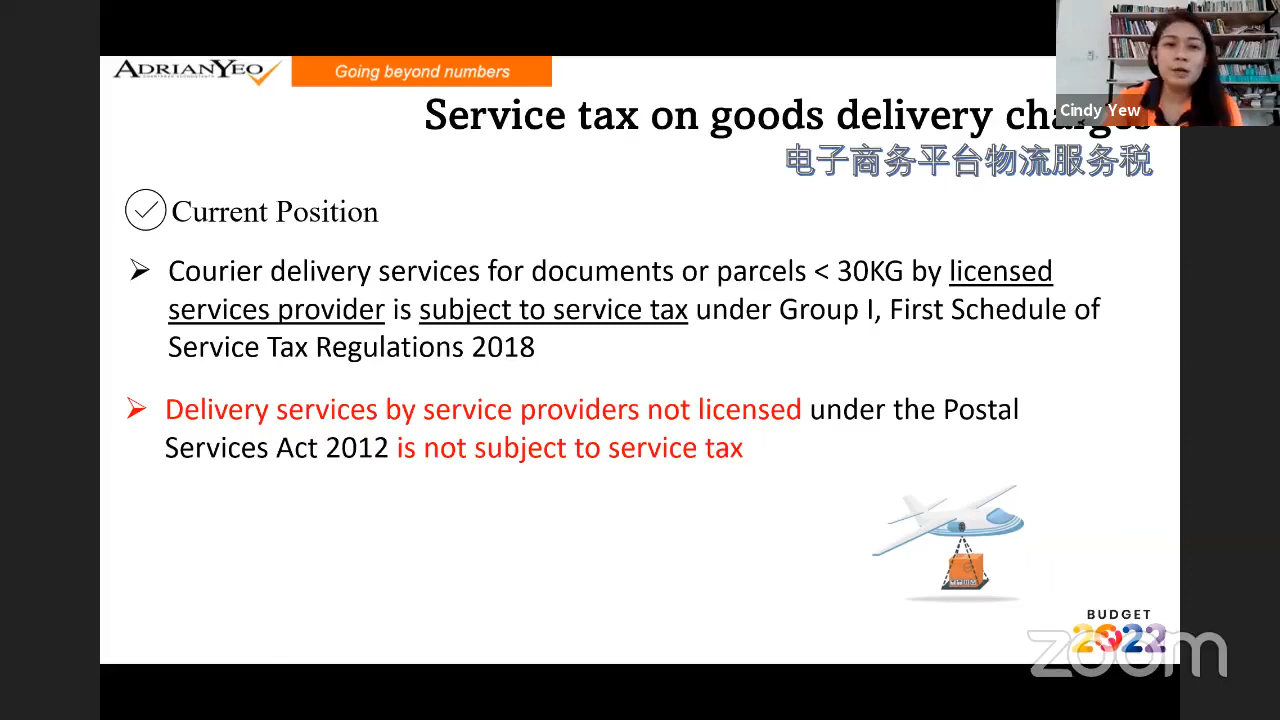 ADRIANYEO
Going beyond numbers
Cindy Yew
Service tax on goods delivery charges
电子商务平台物流服务税
Current Position
➢ Courier delivery services for documents or parcels < 30KG by licensed
services provider is subject to service tax under Group I, First Schedule of
Service Tax Regulations 2018
➢ Delivery services by service providers not licensed under the Postal
Services Act 2012 is not subject to service tax
BUDGET
2022
zoom